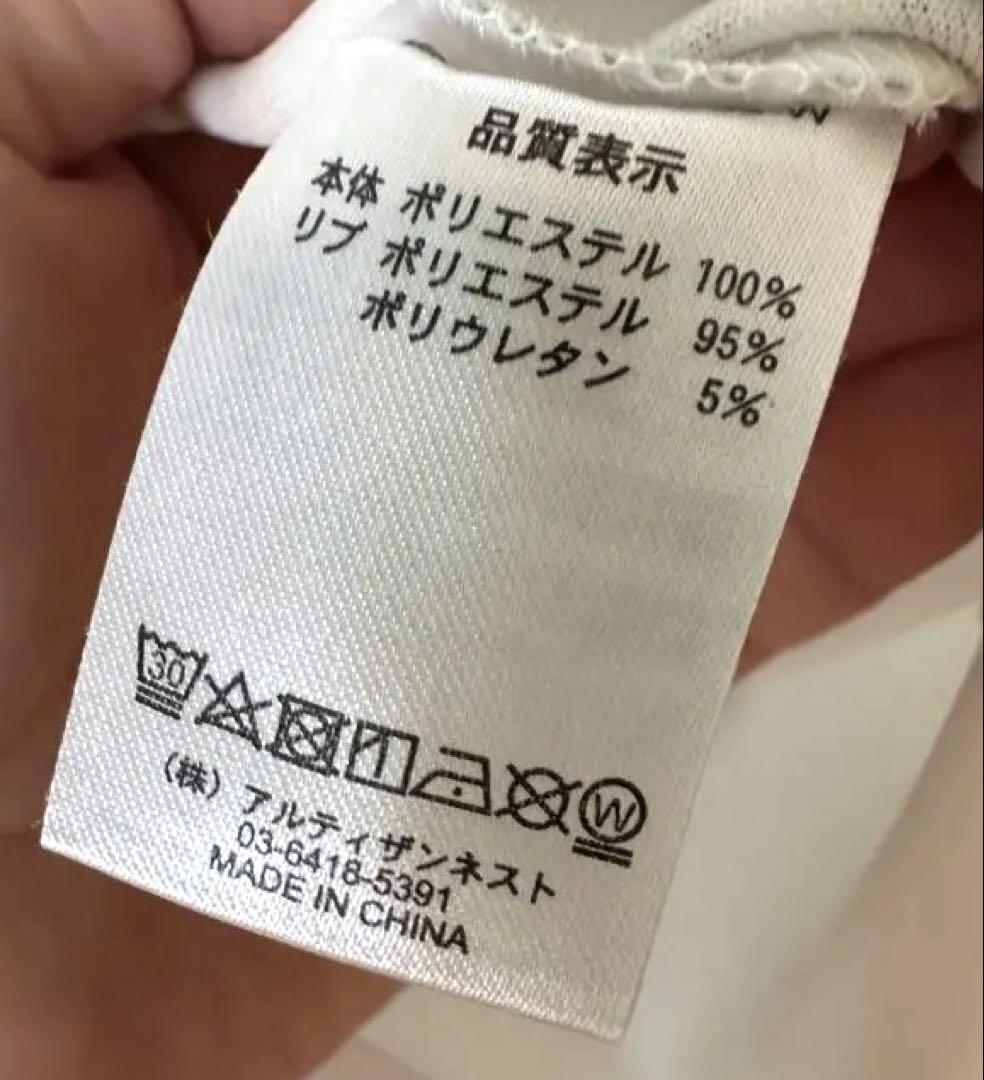 品質表示
本体 ポリエステル 100%
リブ ポリエステル 95%
ポリウレタン 5%
30
W
(株) アルティザンネスト
03-6418-5391
MADE IN CHINA